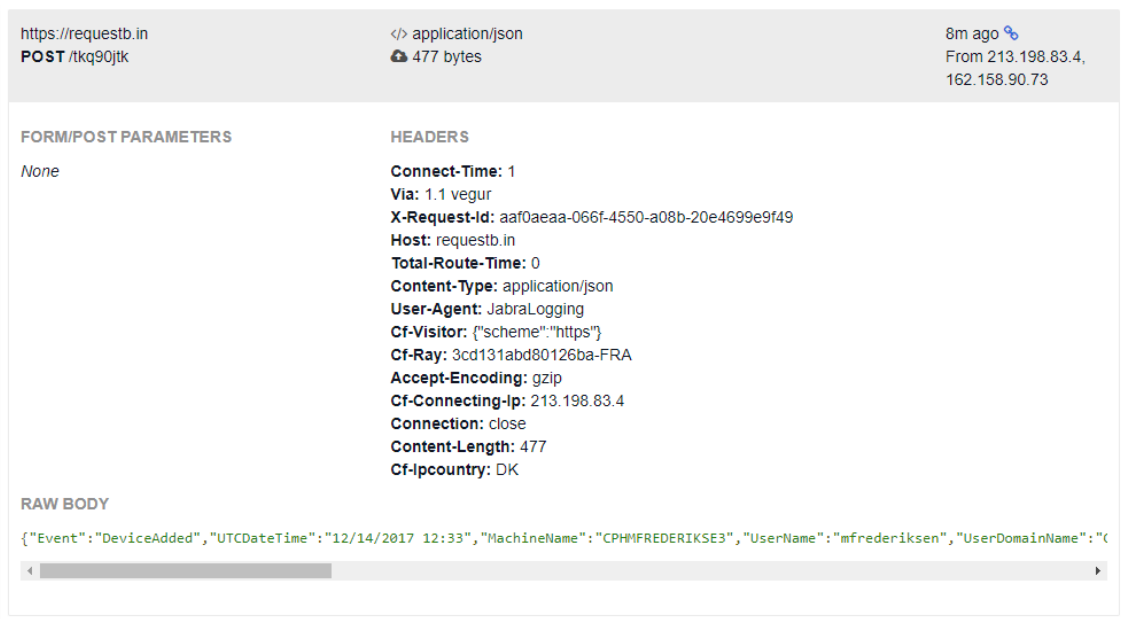 https://requestb.in
POST /tkq90jtk
</> application/json
477 bytes
8m ago
From 213.198.83.4,
162.158.90.73
FORM/POST PARAMETERS
None
HEADERS
Connect-Time: 1
Via: 1.1 vegur
X-Request-Id: aaf0aeaa-066f-4550-a08b-20e4699e9f49
Host: requestb.in
Total-Route-Time: 0
Content-Type: application/json
User-Agent: JabraLogging
Cf-Visitor: {"scheme":"https"}
Cf-Ray: 3cd131abd80126ba-FRA
Accept-Encoding: gzip
Cf-Connecting-Ip: 213.198.83.4
Connection: close
Content-Length: 477
Cf-Ipcountry: DK
RAW BODY
{"Event":"DeviceAdded","UTCDateTime":"12/14/2017 12:33","MachineName":"CPHMFREDERIKSE3","UserName":"mfrederiksen","UserDomainName":"